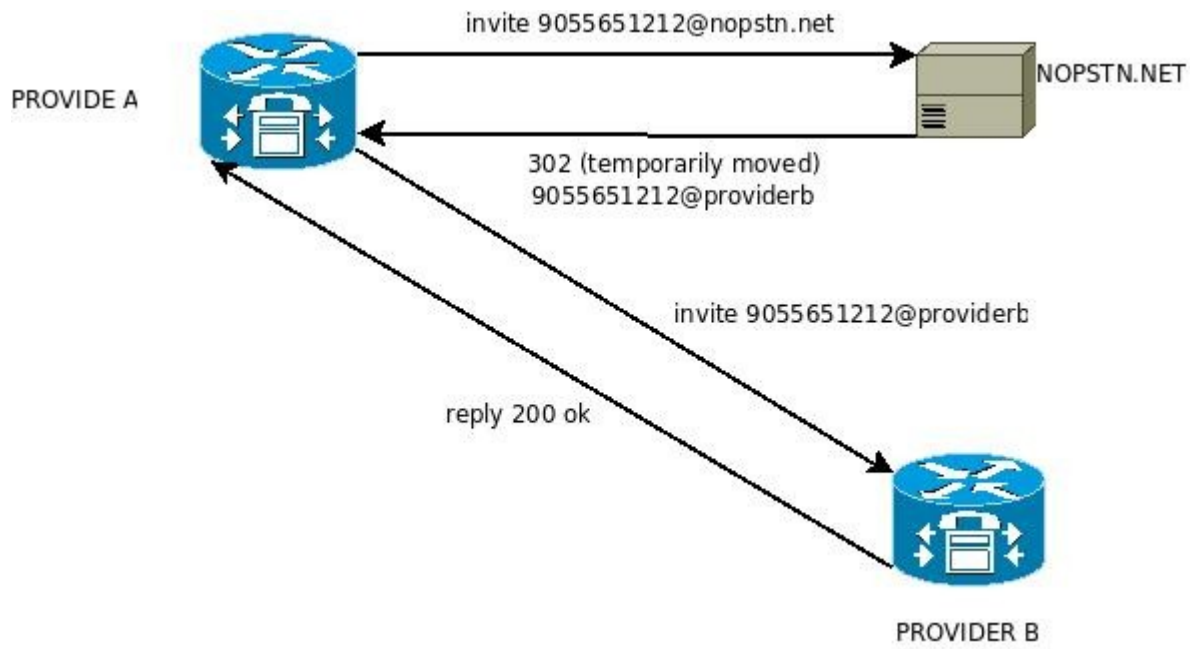 invite 9055651212@nopstn.net
PROVIDE A
NOPSTN.NET
302 (temporarily moved)
9055651212@providerb
invite 9055651212@providerb
reply 200 ok
PROVIDER B